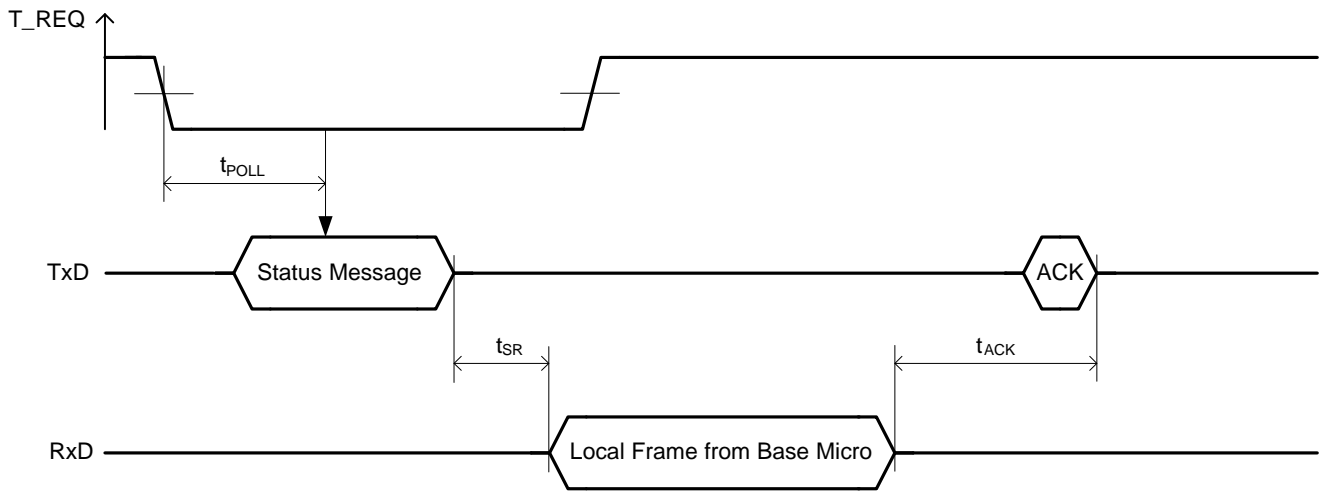 T_REQ
tPOLL
TxD
Status Message
ACK
tSR
tACK
RxD
Local Frame from Base Micro